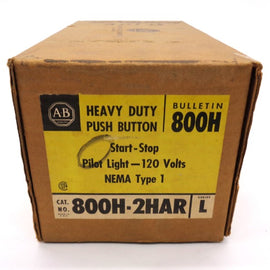 AB
HEAVY DUTY
PUSH BUTTON
BULLETIN
800H
Start-Stop
Pilot Light—120 Volts
NEMA Type 1
CAT.
NO.
800H-2HAR
SERIES
L